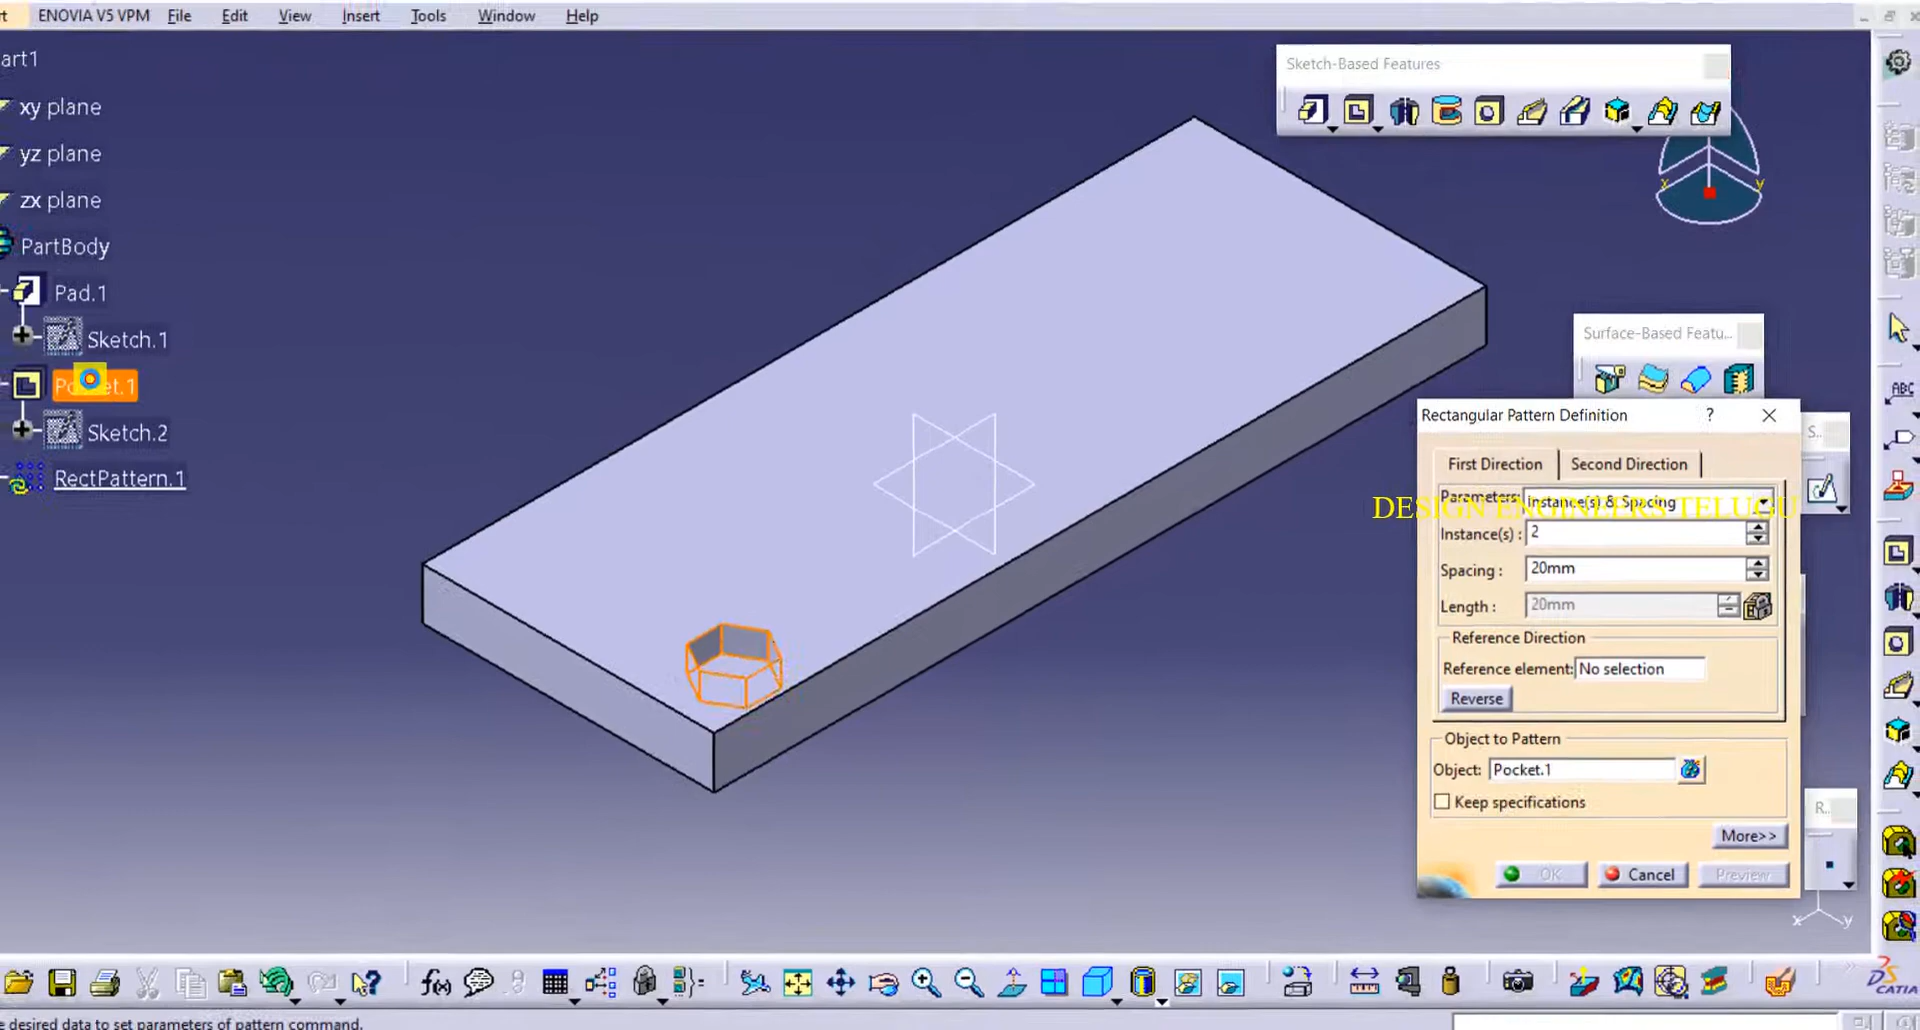 ENOVIA V5 VPM File Edit View Insert Tools Window Help
art1
xy plane
yz plane
zx plane
PartBody
Pad.1
Sketch.1
Sketch.2
RectPattern.1
Sketch-Based Features
x y
Surface-Based Featu...
S..
ABC
Rectangular Pattern Definition ? 
First Direction Second Direction
Parameters: Instance(s) & Spacing
DESIGN ENGINEERS TELUGU
Instance(s) : 2
Spacing : 20mm
Length : 20mm
Reference Direction
Reference element: No selection
Reverse
Object to Pattern
Object: Pocket.1
Keep specifications
More>>
OK Cancel Preview
R..
x y
f(x)
CATIA
e desired data to set parameters of pattern command.